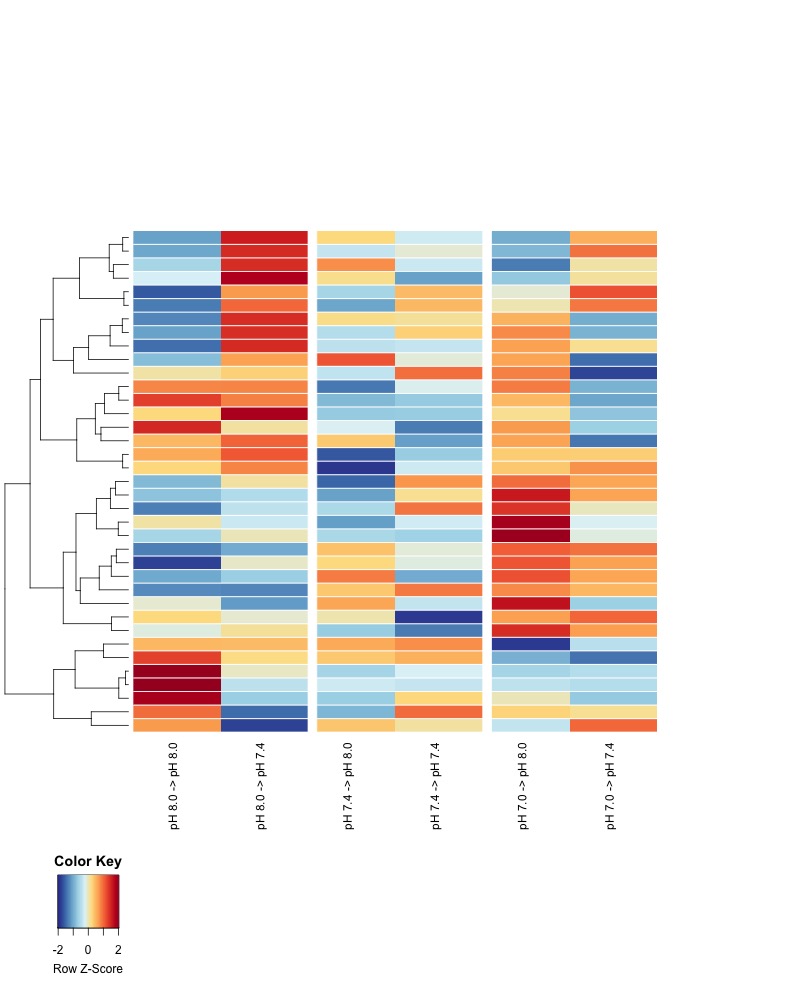 pH 8.0 -> pH 8.0
pH 8.0 -> pH 7.4
pH 7.4 -> pH 8.0
pH 7.4 -> pH 7.4
pH 7.0 -> pH 8.0
pH 7.0 -> pH 7.4
Color Key
-2 0 2
Row Z-Score